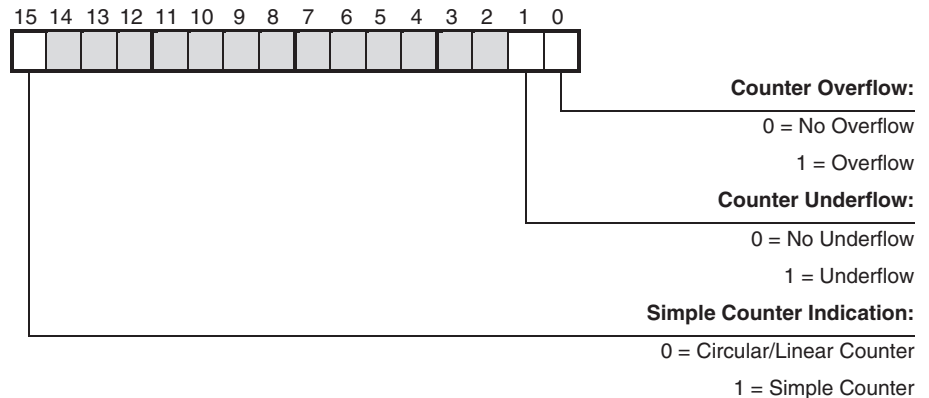 15 14 13 12 11 10 9 8 7 6 5 4 3 2 1 0
Counter Overflow:
0 = No Overflow
1 = Overflow
Counter Underflow:
0 = No Underflow
1 = Underflow
Simple Counter Indication:
0 = Circular/Linear Counter
1 = Simple Counter